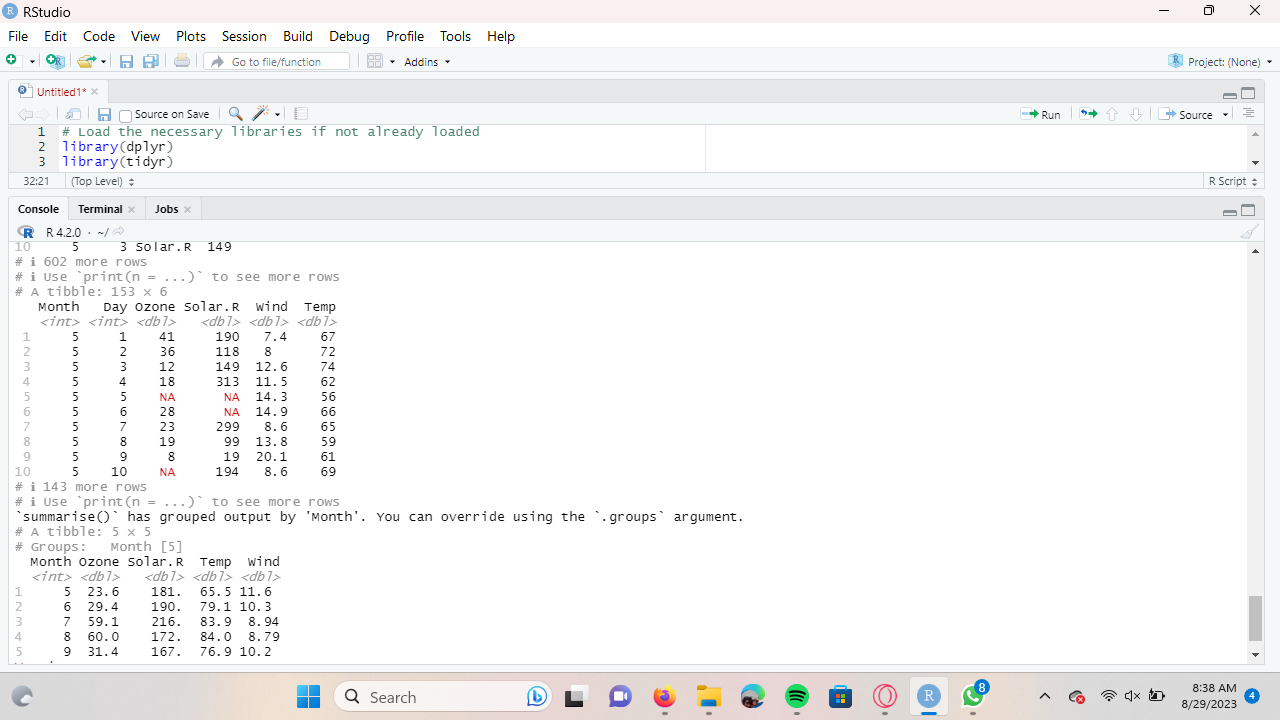 RStudio
File Edit Code View Plots Session Build Debug Profile Tools Help
Go to file/function Addins Project: (None)
Untitled1*
Source on Save Run Source
1 # Load the necessary libraries if not already loaded
2 library(dplyr)
3 library(tidyr)
32:21 (Top Level) R Script
Console Terminal Jobs
R 4.2.0 · ~/
10 5 3 Solar.R 149
# ℹ 602 more rows
# ℹ Use `print(n = ...)` to see more rows
# A tibble: 153 × 6
Month Day Ozone Solar.R Wind Temp
<int> <int> <dbl> <dbl> <dbl> <dbl>
1 5 1 41 190 7.4 67
2 5 2 36 118 8 72
3 5 3 12 149 12.6 74
4 5 4 18 313 11.5 62
5 5 5 NA NA 14.3 56
6 5 6 28 NA 14.9 66
7 5 7 23 299 8.6 65
8 5 8 19 99 13.8 59
9 5 9 8 19 20.1 61
10 5 10 NA 194 8.6 69
# ℹ 143 more rows
# ℹ Use `print(n = ...)` to see more rows
`summarise()` has grouped output by 'Month'. You can override using the `.groups` argument.
# A tibble: 5 × 5
# Groups: Month [5]
Month Ozone Solar.R Temp Wind
<int> <dbl> <dbl> <dbl> <dbl>
1 5 23.6 181. 65.5 11.6
2 6 29.4 190. 79.1 10.3
3 7 59.1 216. 83.9 8.94
4 8 60.0 172. 84.0 8.79
5 9 31.4 167. 76.9 10.2
Search 8 8:38 AM
8/29/2023 4